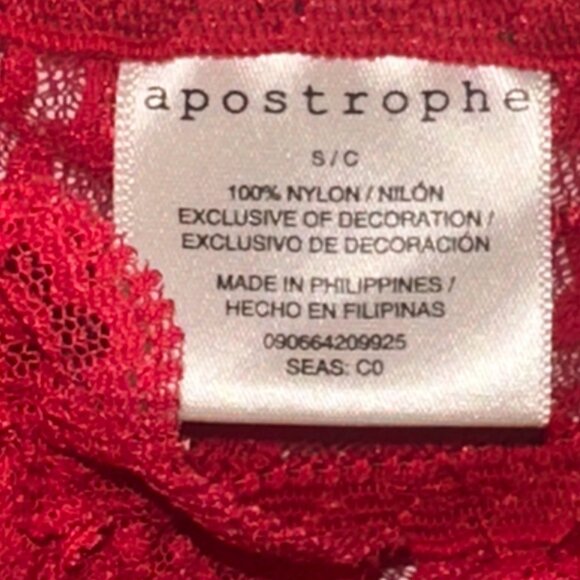 apostrophe
S/C
100% NYLON / NILÓN
EXCLUSIVE OF DECORATION /
EXCLUSIVO DE DECORACIÓN
MADE IN PHILIPPINES /
HECHO EN FILIPINAS
090664209925
SEAS: C0